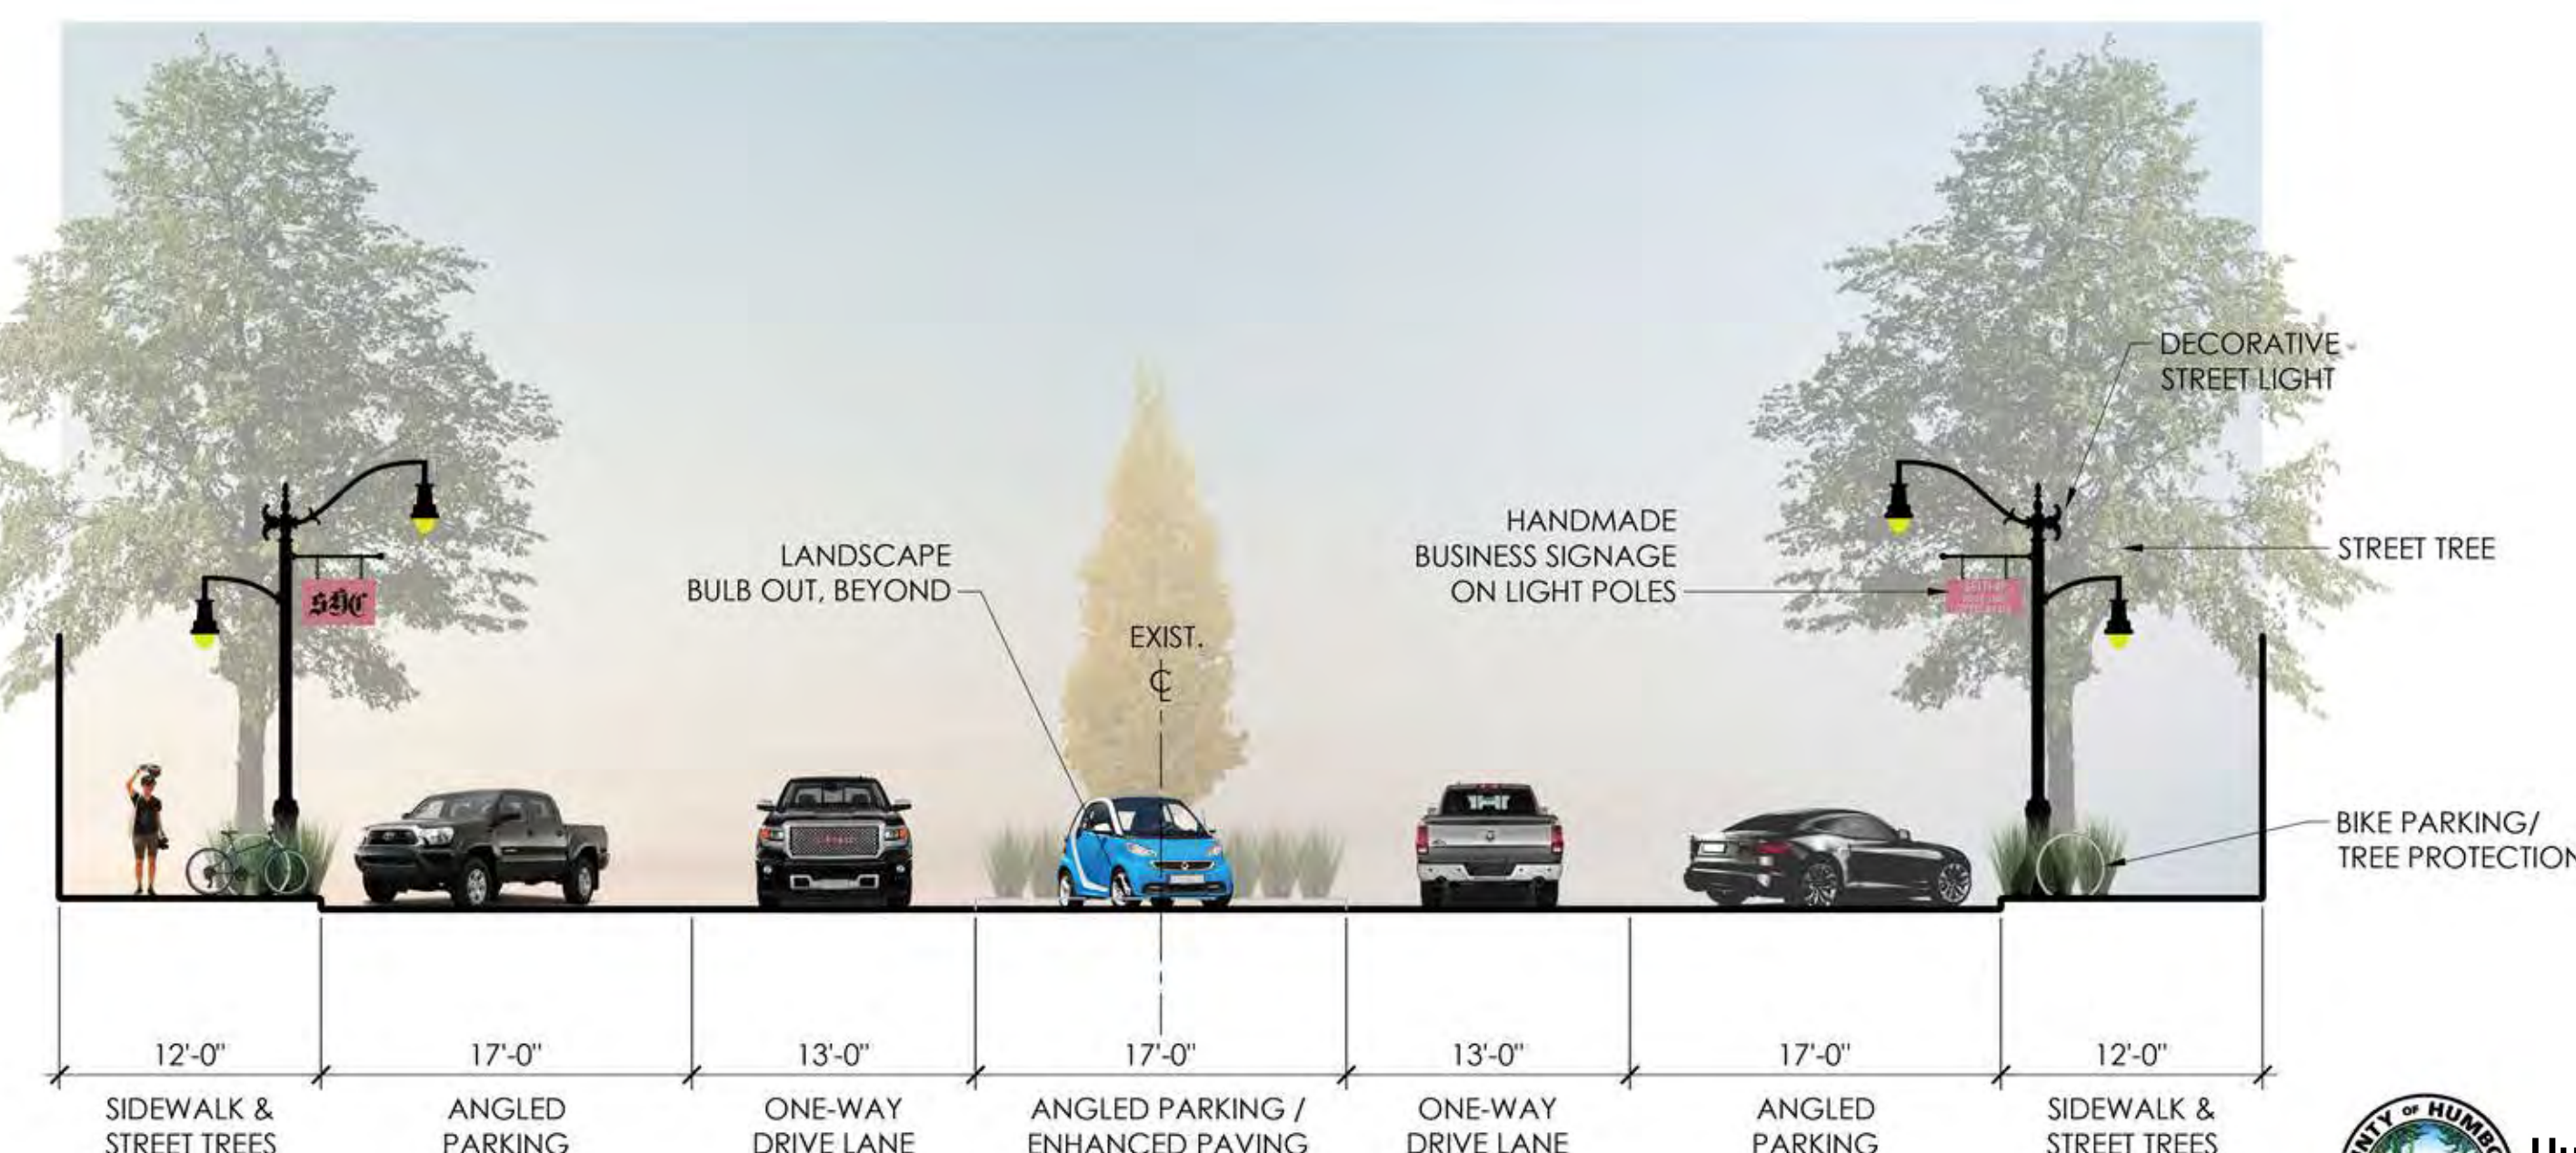 DECORATIVE
STREET LIGHT
HANDMADE
BUSINESS SIGNAGE
ON LIGHT POLES
STREET TREE
LANDSCAPE
BULB OUT, BEYOND
SHC
EXIST.
℄
BIKE PARKING/
TREE PROTECTION
12'-0"
17'-0"
13'-0"
17'-0"
13'-0"
17'-0"
12'-0"
SIDEWALK &
STREET TREES
ANGLED
PARKING
ONE-WAY
DRIVE LANE
ANGLED PARKING /
ENHANCED PAVING
ONE-WAY
DRIVE LANE
ANGLED
PARKING
SIDEWALK &
STREET TREES
OF